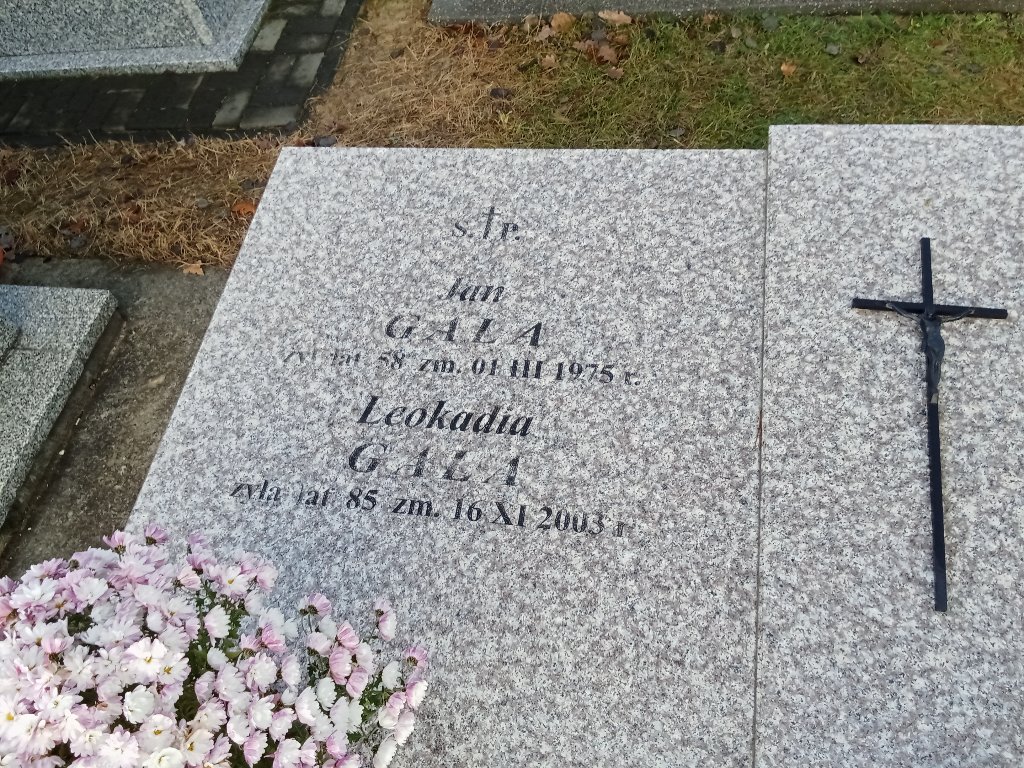 Ś.†P.
Jan
GALA
żył lat 58 zm. 01 III 1975 r.
Leokadia
GALA
żyła lat 85 zm. 16 XI 2003 r.